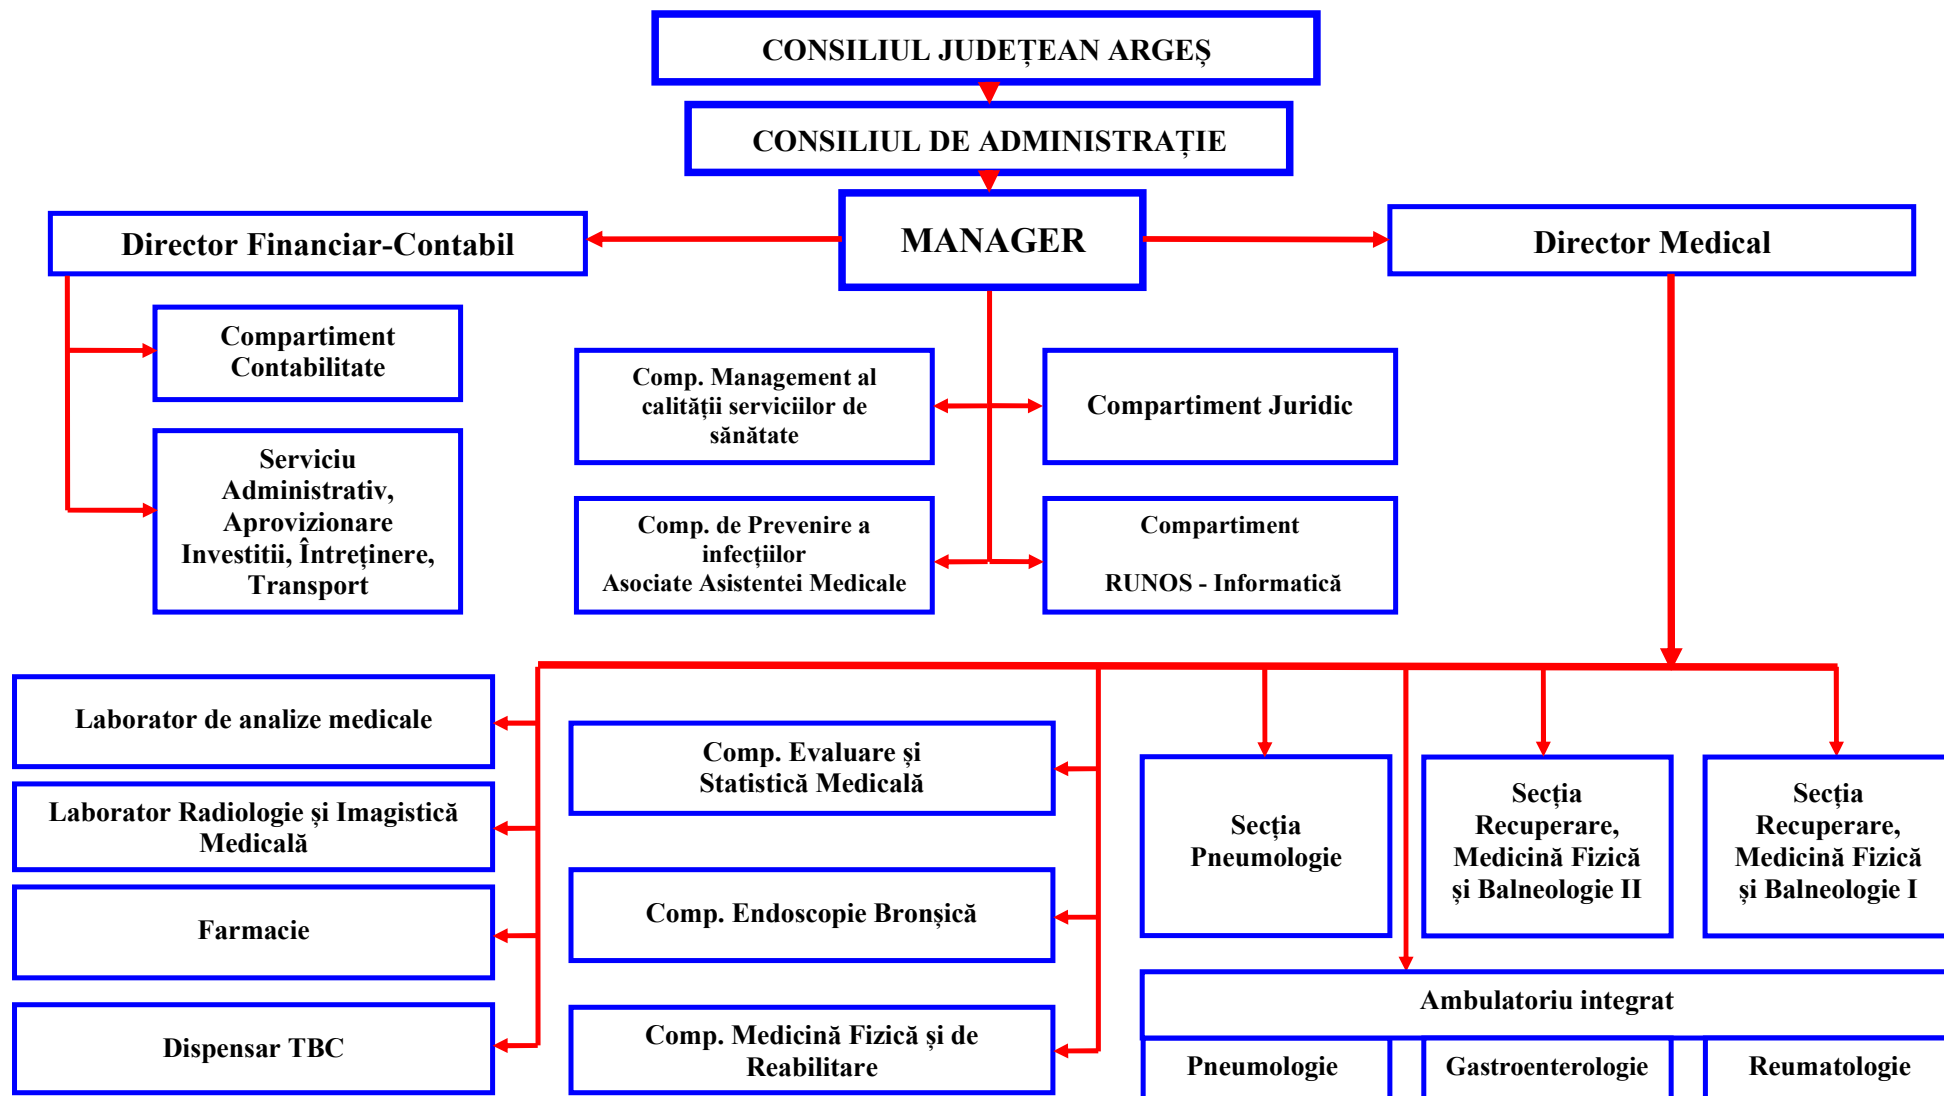 CONSILIUL JUDEȚEAN ARGEȘ
CONSILIUL DE ADMINISTRAȚIE
MANAGER
Director Financiar-Contabil
Director Medical
Compartiment
Contabilitate
Serviciu
Administrativ,
Aprovizionare
Investitii, Întreținere,
Transport
Comp. Management al
calității serviciilor de
sănătate
Compartiment Juridic
Comp. de Prevenire a
infecțiilor
Asociate Asistentei Medicale
Compartiment
RUNOS - Informatică
Laborator de analize medicale
Laborator Radiologie și Imagistică
Medicală
Farmacie
Dispensar TBC
Comp. Evaluare și
Statistică Medicală
Comp. Endoscopie Bronșică
Comp. Medicină Fizică și de
Reabilitare
Secția
Pneumologie
Secția
Recuperare,
Medicină Fizică
și Balneologie II
Secția
Recuperare,
Medicină Fizică
și Balneologie I
Ambulatoriu integrat
Pneumologie
Gastroenterologie
Reumatologie